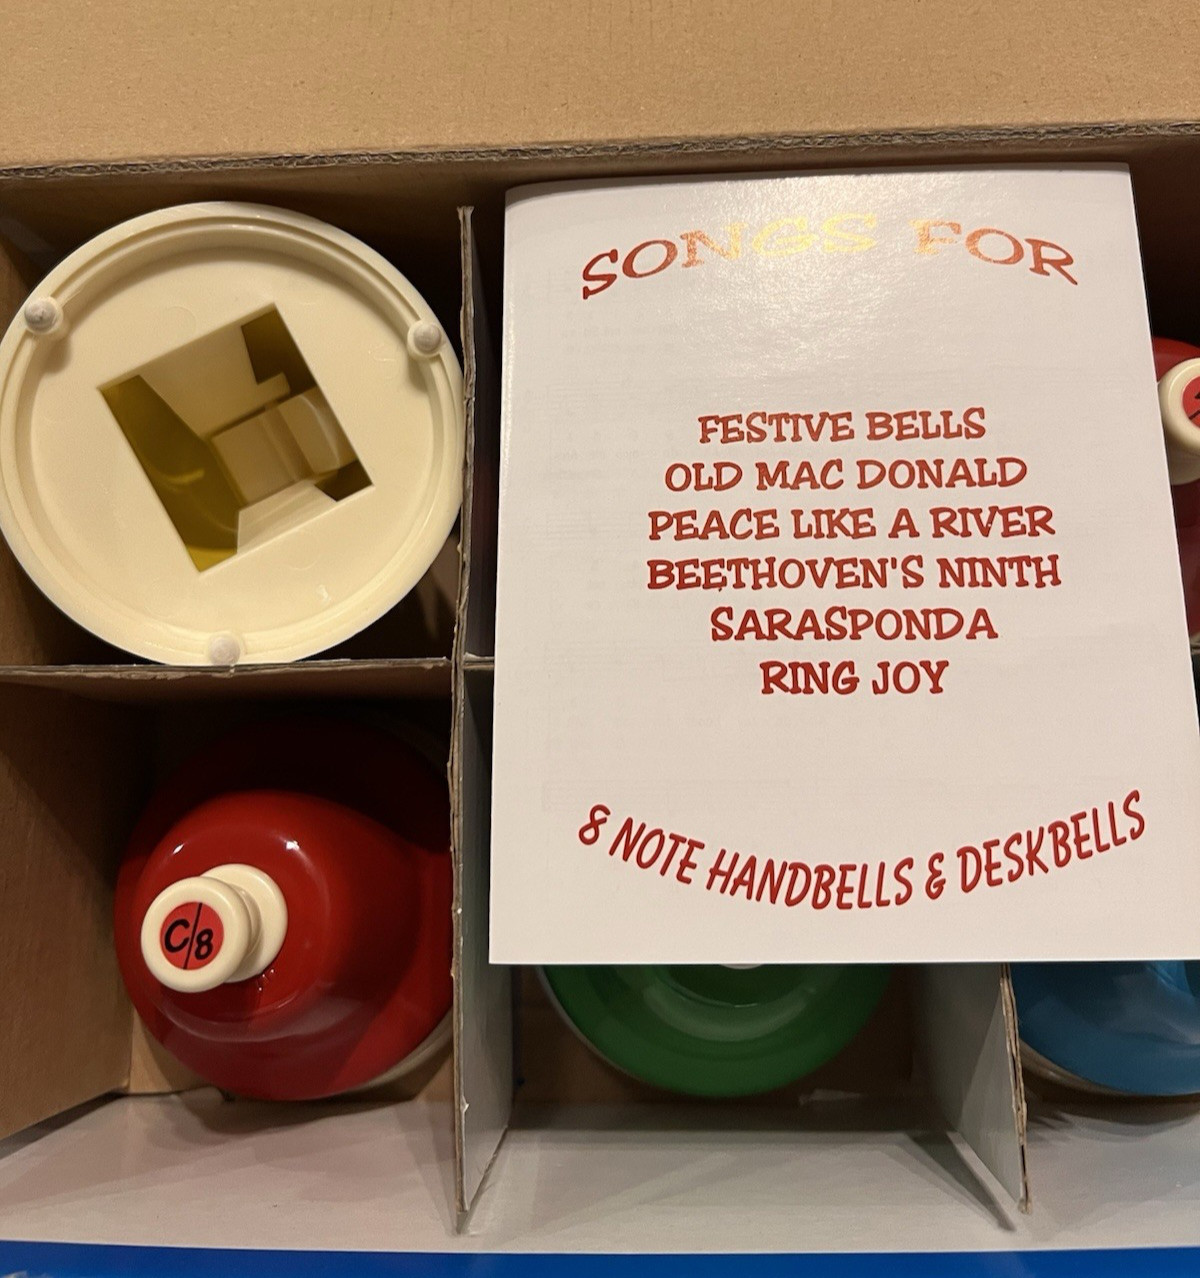 SONGS FOR
FESTIVE BELLS
OLD MAC DONALD
PEACE LIKE A RIVER
BEETHOVEN'S NINTH
SARASPONDA
RING JOY
8 NOTE HANDBELLS & DESKBELLS
C/8